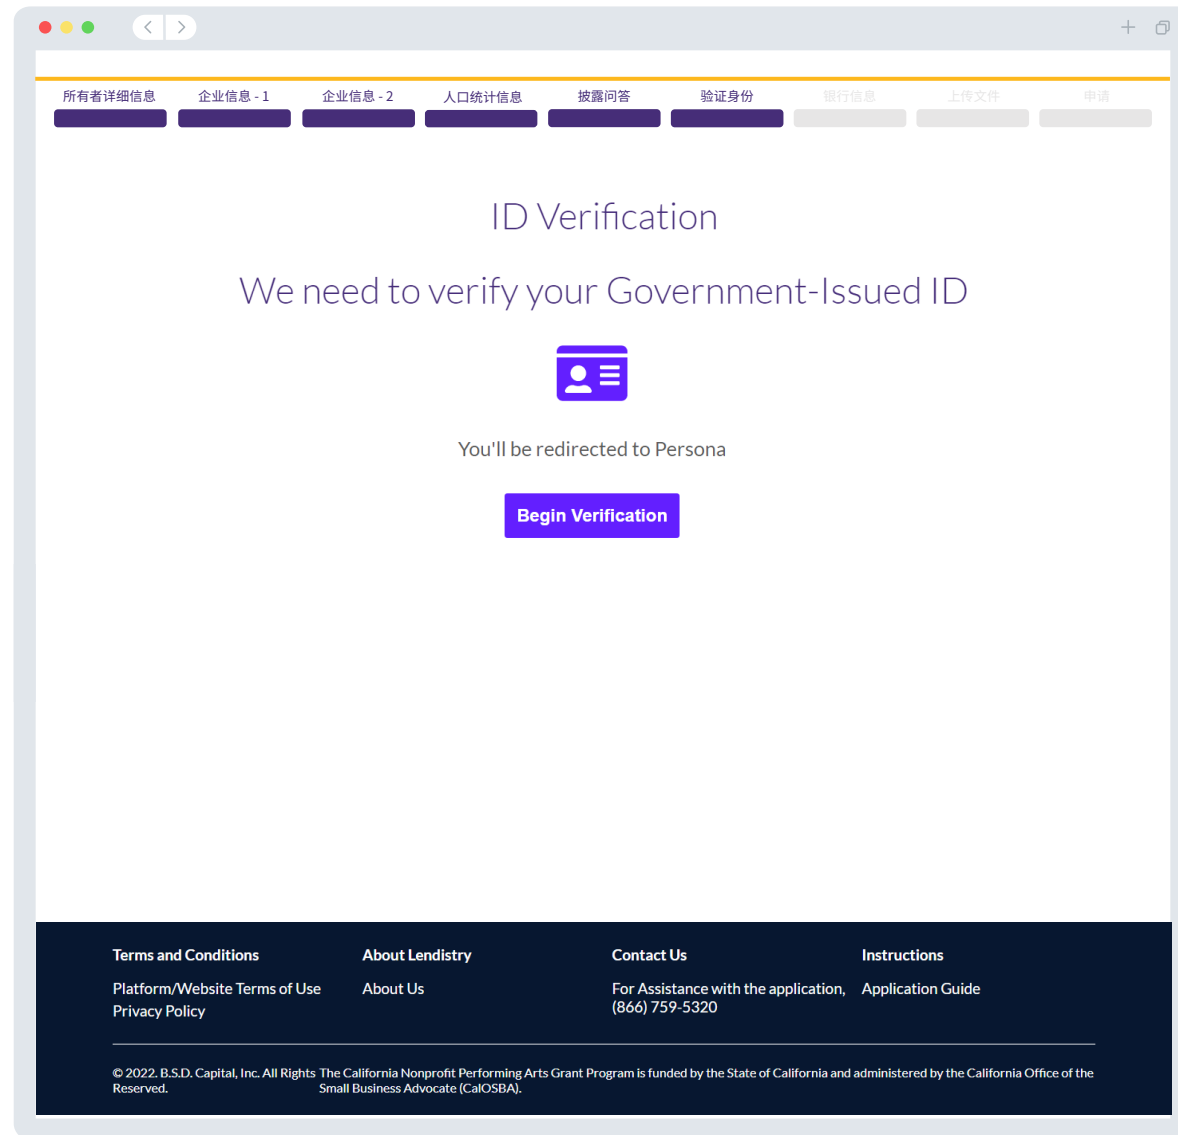 所有者详细信息 企业信息 - 1 企业信息 - 2 人口统计信息 披露问答 验证身份 银行信息 上传文件 申请
ID Verification
We need to verify your Government-Issued ID
You'll be redirected to Persona
Begin Verification
Terms and Conditions
Platform/Website Terms of Use
Privacy Policy
About Lendistry
About Us
Contact Us
For Assistance with the application,
(866) 759-5320
Instructions
Application Guide
© 2022. B.S.D. Capital, Inc. All Rights
Reserved.
The California Nonprofit Performing Arts Grant Program is funded by the State of California and administered by the California Office of the
Small Business Advocate (CalOSBA).